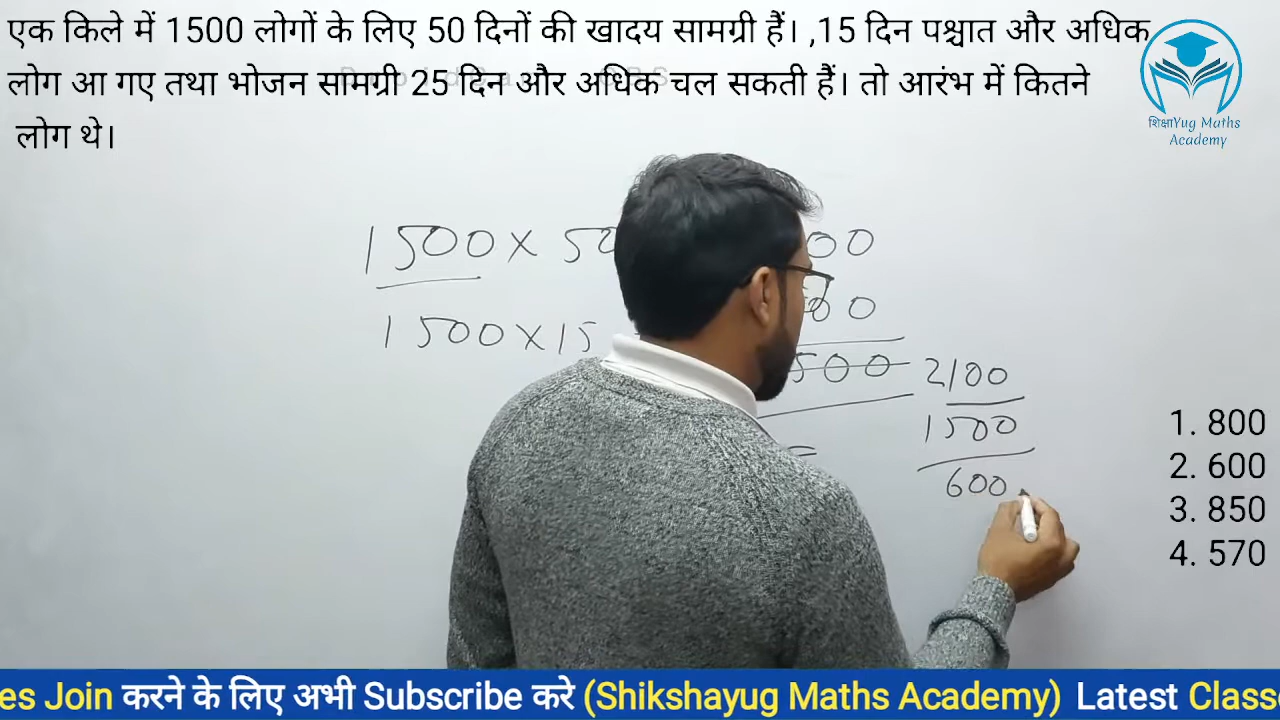 एक किले में 1500 लोगों के लिए 50 दिनों की खादय सामग्री हैं। ,15 दिन पश्चात और अधिक
लोग आ गए तथा भोजन सामग्री 25 दिन और अधिक चल सकती हैं। तो आरंभ में कितने
लोग थे।
शिक्षाYug Maths
Academy
1500 × 50 00
1500 × 15 00
500
2100
1500
600
=
1. 800
2. 600
3. 850
4. 570
es Join करने के लिए अभी Subscribe करे (Shikshayug Maths Academy) Latest Class